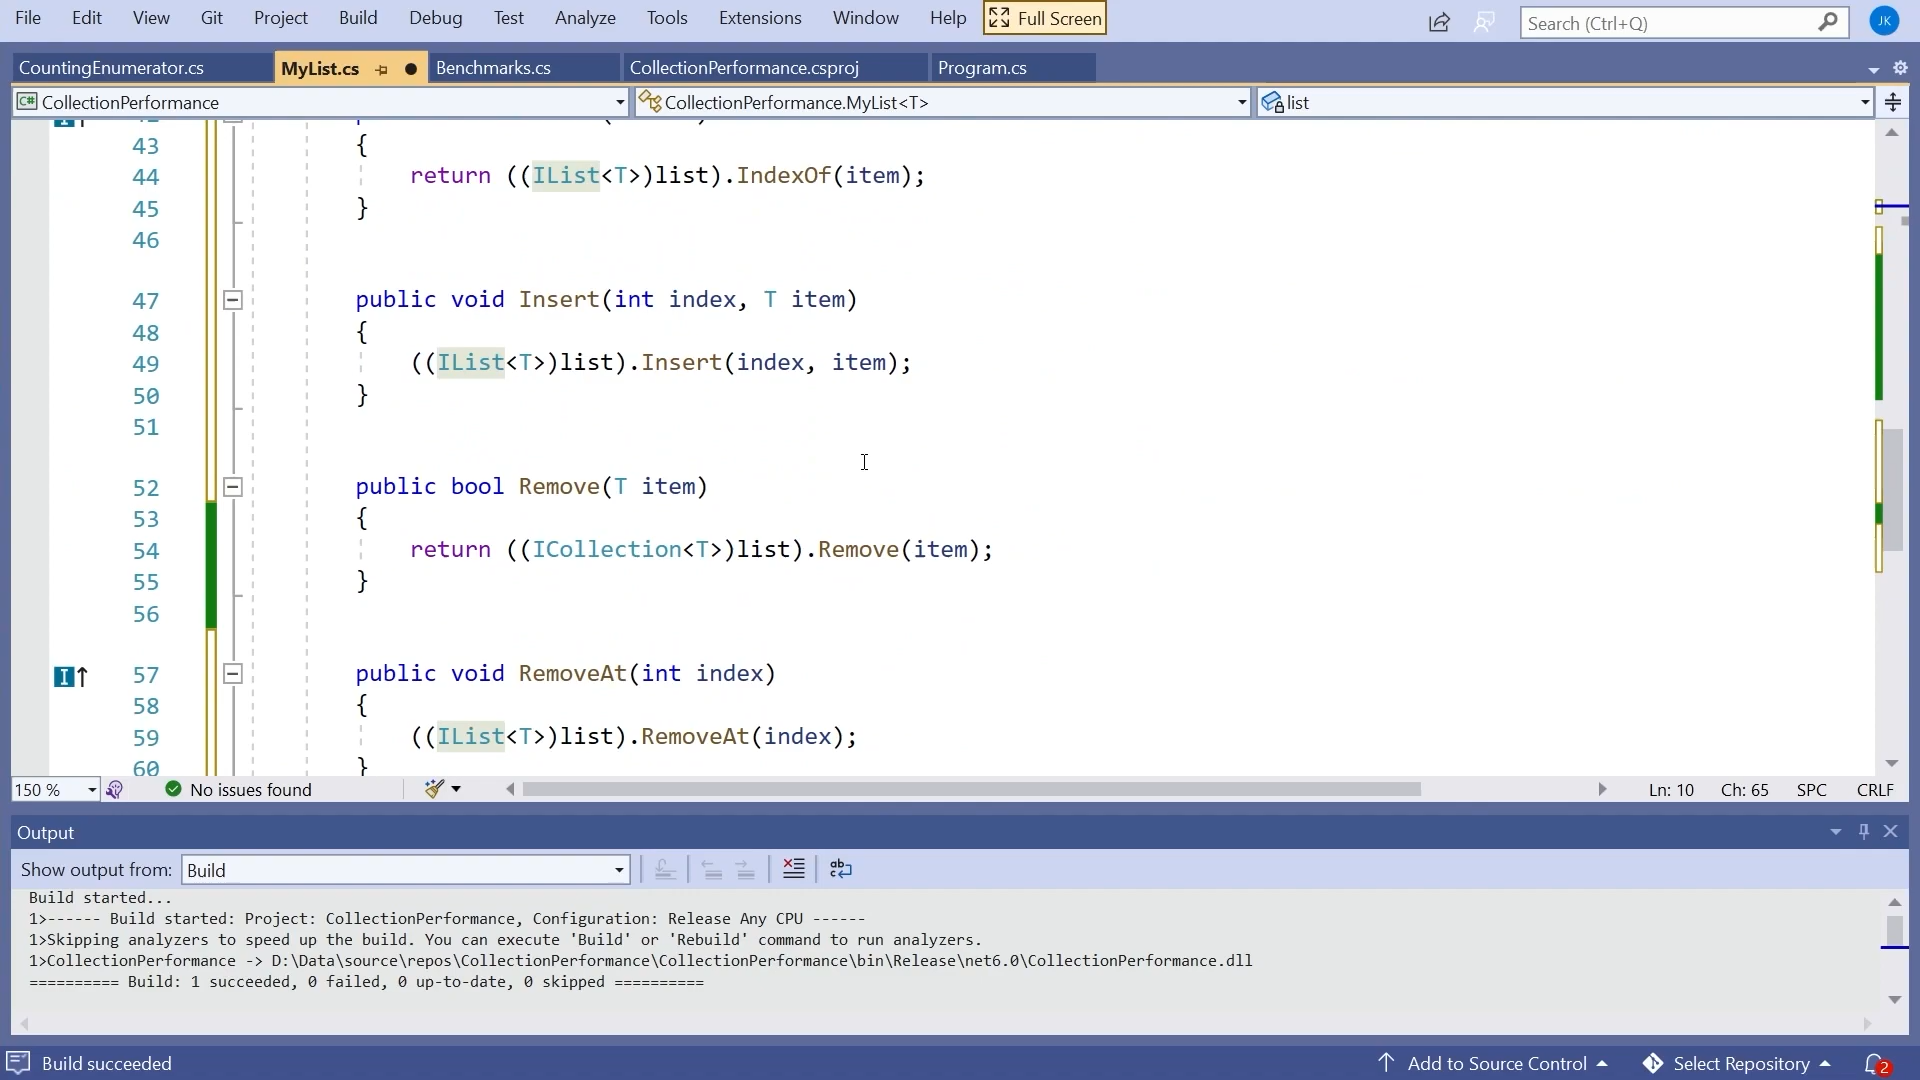 File Edit View Git Project Build Debug Test Analyze Tools Extensions Window Help Full Screen Search (Ctrl+Q) JK
CountingEnumerator.cs MyList.cs Benchmarks.cs CollectionPerformance.csproj Program.cs
C# CollectionPerformance CollectionPerformance.MyList<T> list
43 {
44 return ((IList<T>)list).IndexOf(item);
45 }
46
47 public void Insert(int index, T item)
48 {
49 ((IList<T>)list).Insert(index, item);
50 }
51
52 public bool Remove(T item)
53 {
54 return ((ICollection<T>)list).Remove(item);
55 }
56
57 public void RemoveAt(int index)
58 {
59 ((IList<T>)list).RemoveAt(index);
60 }
150 % No issues found Ln: 10 Ch: 65 SPC CRLF
Output
Show output from: Build
Build started...
1>------ Build started: Project: CollectionPerformance, Configuration: Release Any CPU ------
1>Skipping analyzers to speed up the build. You can execute 'Build' or 'Rebuild' command to run analyzers.
1>CollectionPerformance -> D:\Data\source\repos\CollectionPerformance\CollectionPerformance\bin\Release\net6.0\CollectionPerformance.dll
========== Build: 1 succeeded, 0 failed, 0 up-to-date, 0 skipped ==========
Build succeeded Add to Source Control Select Repository 2